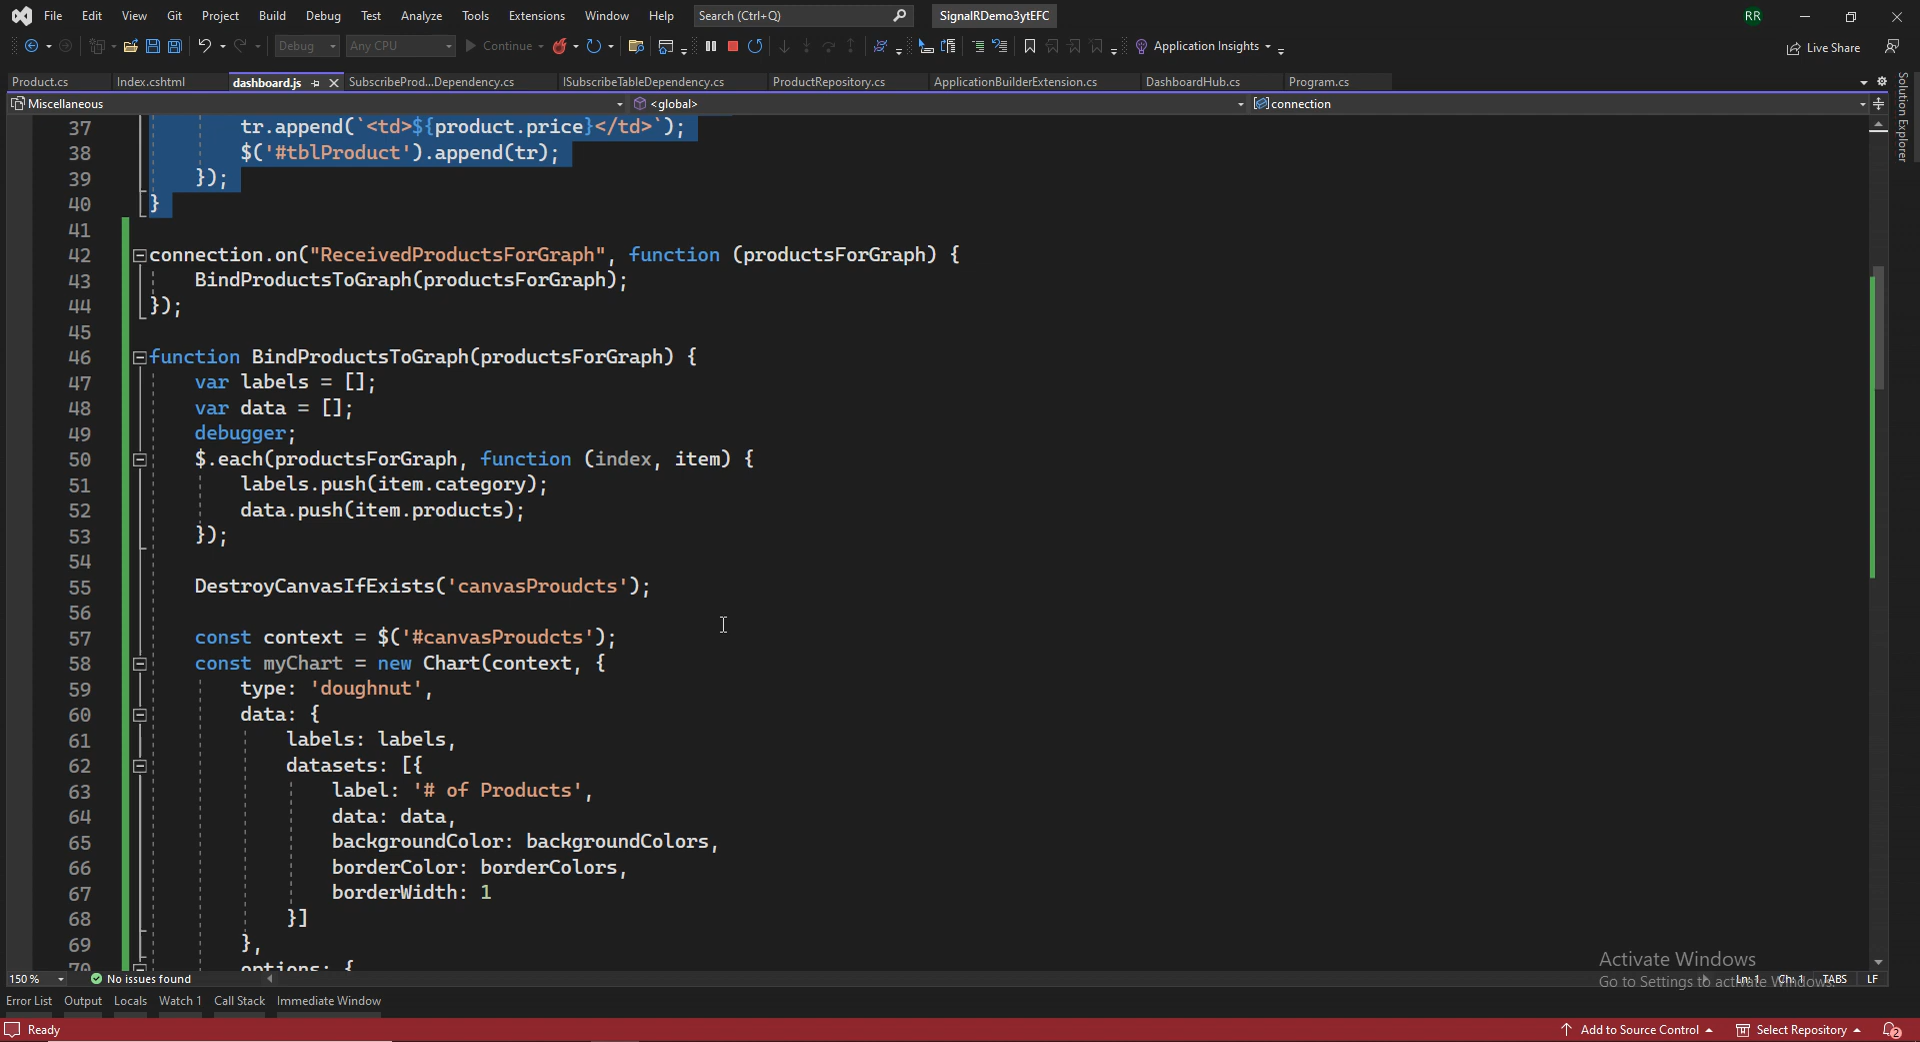 File Edit View Git Project Build Debug Test Analyze Tools Extensions Window Help Search (Ctrl+Q) SignalRDemo3ytEFC RR
Debug Any CPU Continue Application Insights Live Share
Product.cs Index.cshtml dashboard.js SubscribeProd...Dependency.cs ISubscribeTableDependency.cs ProductRepository.cs ApplicationBuilderExtension.cs DashboardHub.cs Program.cs
Miscellaneous <global> connection
Solution Explorer
37 tr.append(`<td>${product.price}</td>`);
38 $('#tblProduct').append(tr);
39 });
40 }
41
42 connection.on("ReceivedProductsForGraph", function (productsForGraph) {
43 BindProductsToGraph(productsForGraph);
44 });
45
46 function BindProductsToGraph(productsForGraph) {
47 var labels = [];
48 var data = [];
49 debugger;
50 $.each(productsForGraph, function (index, item) {
51 labels.push(item.category);
52 data.push(item.products);
53 });
54
55 DestroyCanvasIfExists('canvasProudcts');
56
57 const context = $('#canvasProudcts');
58 const myChart = new Chart(context, {
59 type: 'doughnut',
60 data: {
61 labels: labels,
62 datasets: [{
63 label: '# of Products',
64 data: data,
65 backgroundColor: backgroundColors,
66 borderColor: borderColors,
67 borderWidth: 1
68 }]
69 },
70 options: {
Activate Windows
Go to Settings to activate Windows.
150 % No issues found Ln: 1 Ch: 1 TABS LF
Error List Output Locals Watch 1 Call Stack Immediate Window
Ready Add to Source Control Select Repository 2